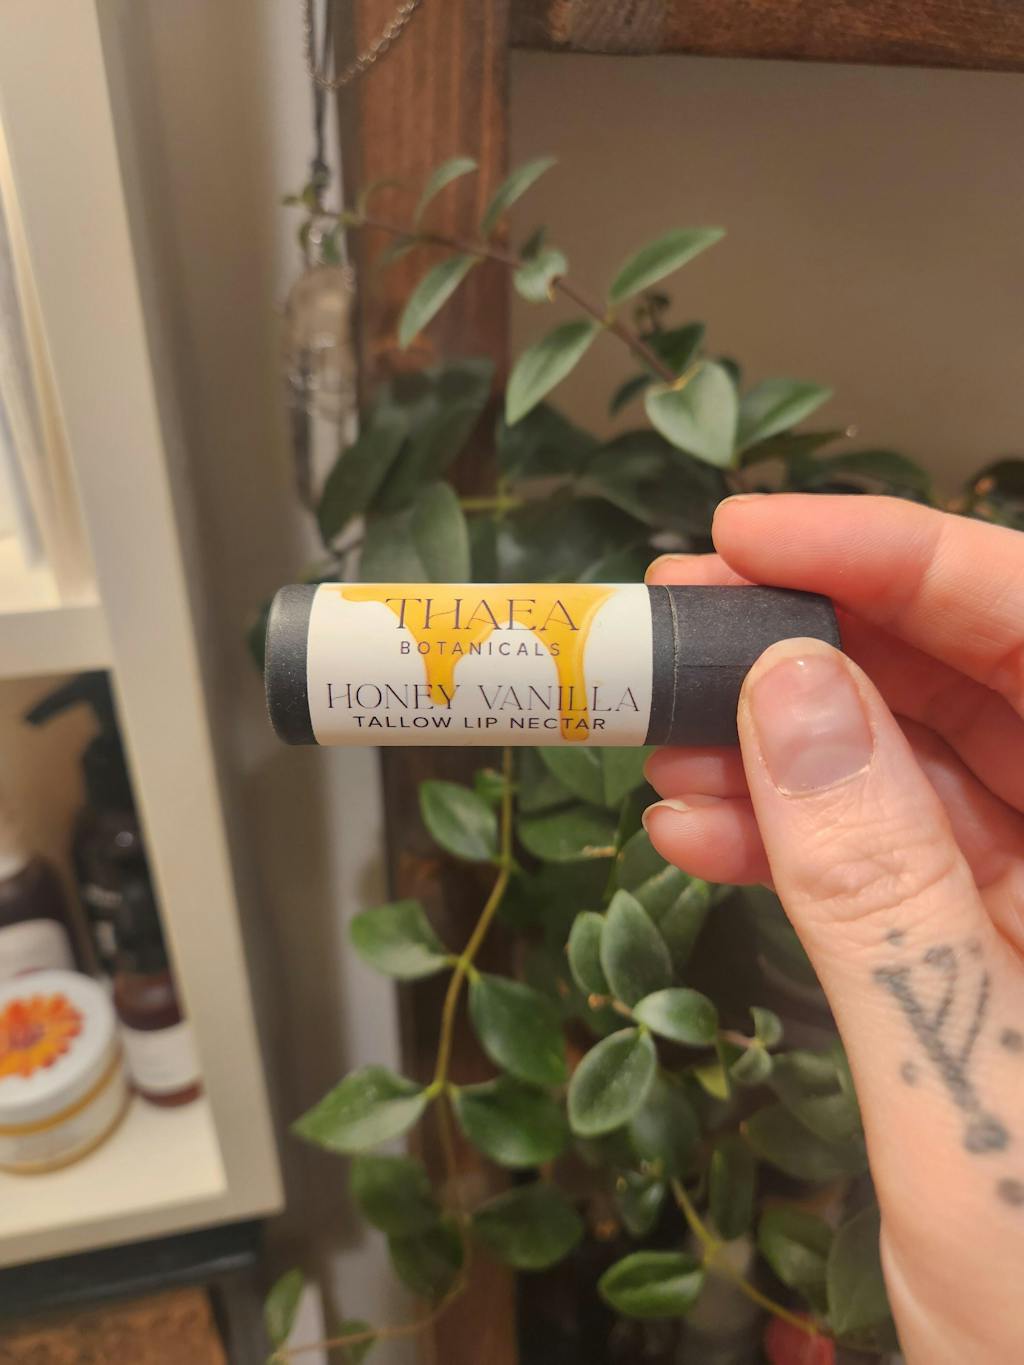 THAEA
BOTANICALS
HONEY VANILLA
TALLOW LIP NECTAR